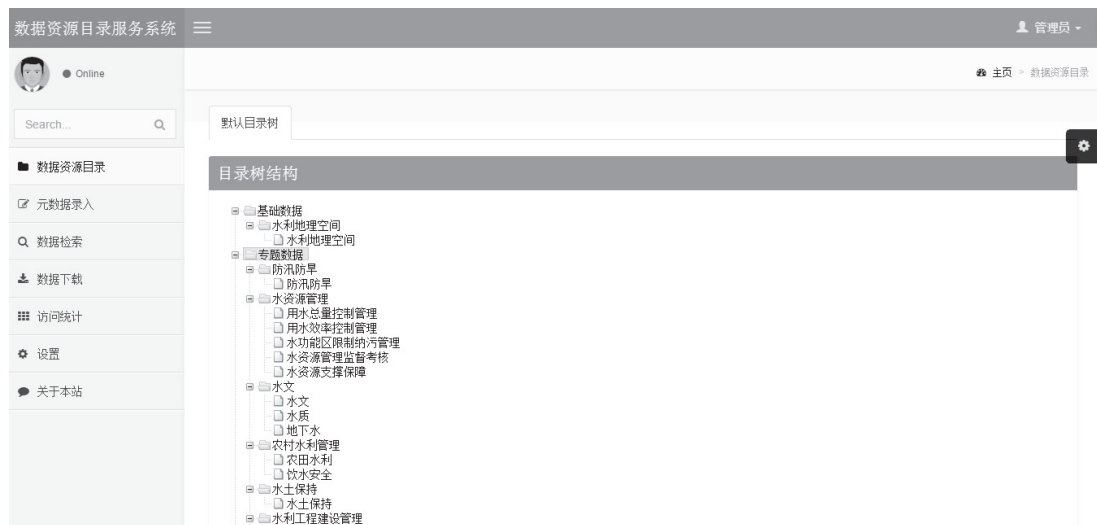 数据资源目录服务系统
管理员
Online
主页 > 数据资源目录
Search...
默认目录树
数据资源目录
目录树结构
元数据录入
数据检索
数据下载
访问统计
设置
关于本站
基础数据
水利地理空间
水利地理空间
专题数据
防汛防旱
防汛防旱
水资源管理
用水总量控制管理
用水效率控制管理
水功能区限制纳污管理
水资源管理监督考核
水资源支撑保障
水文
水文
水质
地下水
农村水利管理
农田水利
饮水安全
水土保持
水土保持
水利工程建设管理